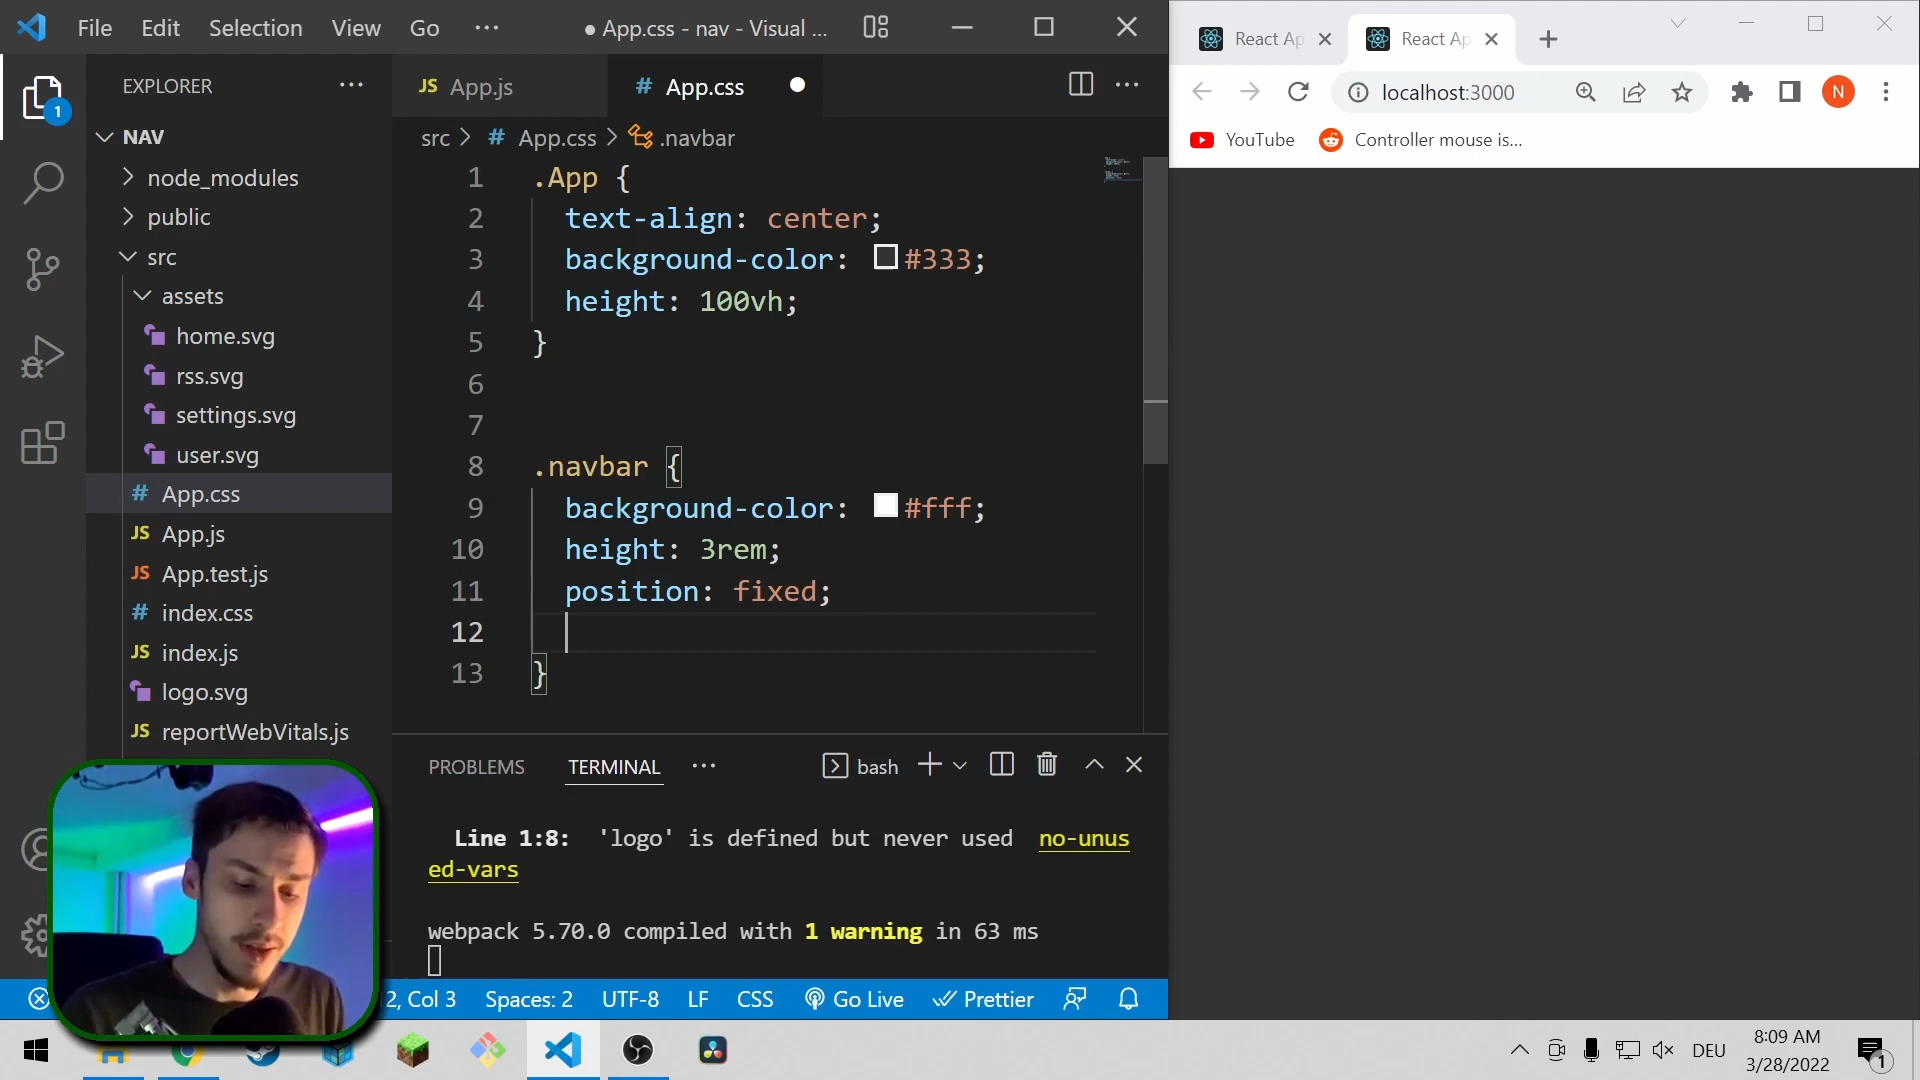 File Edit Selection View Go ··· ● App.css - nav - Visual ...
EXPLORER ···
1
NAV
node_modules
public
src
assets
home.svg
rss.svg
settings.svg
user.svg
# App.css
JS App.js
JS App.test.js
# index.css
JS index.js
logo.svg
JS reportWebVitals.js
JS App.js # App.css ● ···
src > # App.css > .navbar
1 .App {
2 text-align: center;
3 background-color: #333;
4 height: 100vh;
5 }
6
7
8 .navbar {
9 background-color: #fff;
10 height: 3rem;
11 position: fixed;
12
13 }
PROBLEMS TERMINAL ··· bash
Line 1:8: 'logo' is defined but never used no-unus
ed-vars
webpack 5.70.0 compiled with 1 warning in 63 ms
2, Col 3 Spaces: 2 UTF-8 LF CSS Go Live Prettier
React Ap React Ap
localhost:3000 N
YouTube Controller mouse is...
DEU
8:09 AM
3/28/2022
1